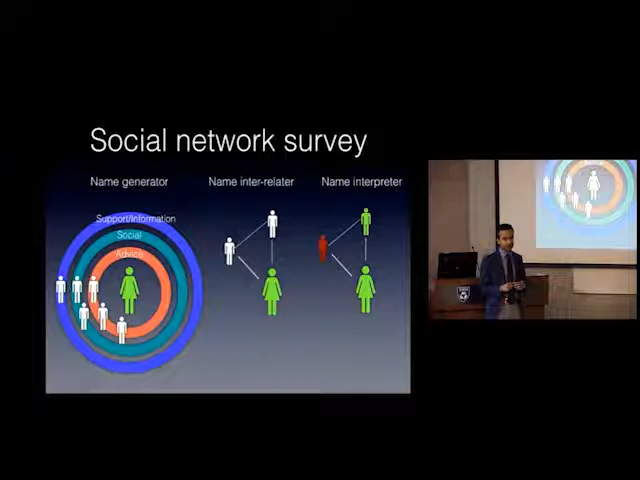 Social network survey
Name generator
Name inter-relater
Name interpreter
Support/Information
Social
Advice